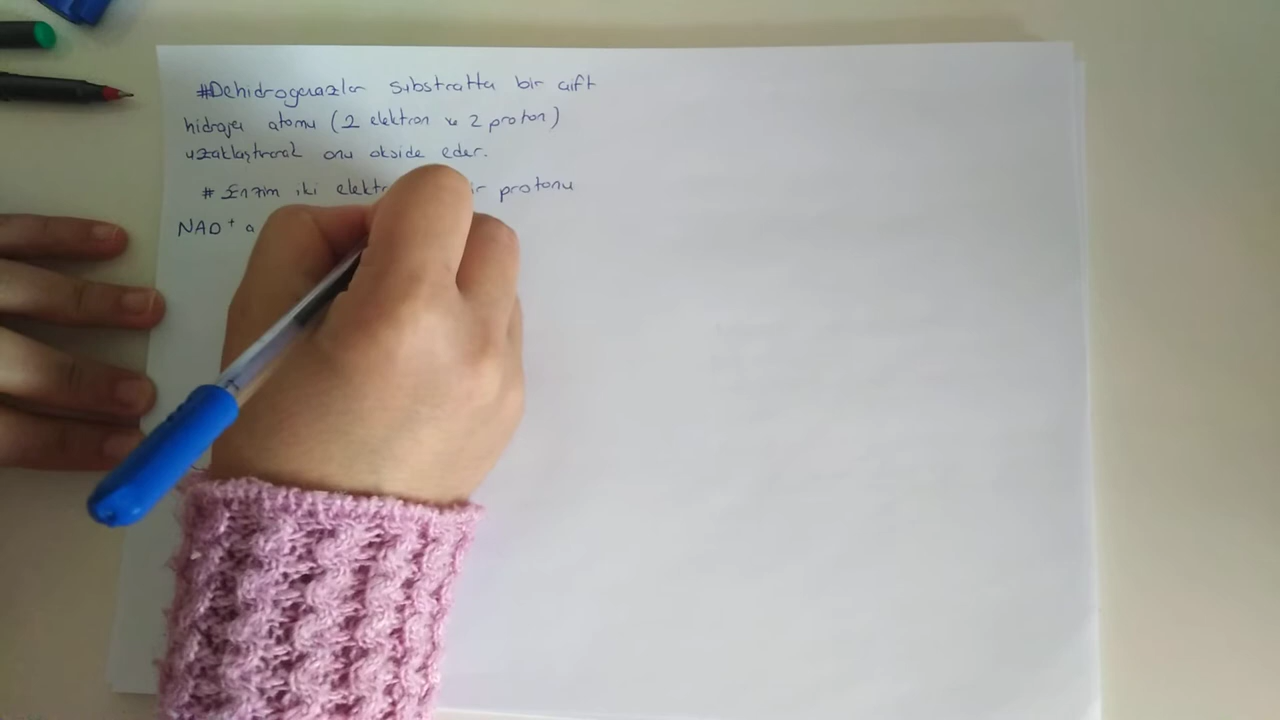 #Dehidrogenazlar substratta bir çift
hidrojen atomu (2 elektron ve 2 proton)
uzaklaştırarak onu okside eder.
# Enzim iki protonu
NAD⁺ a